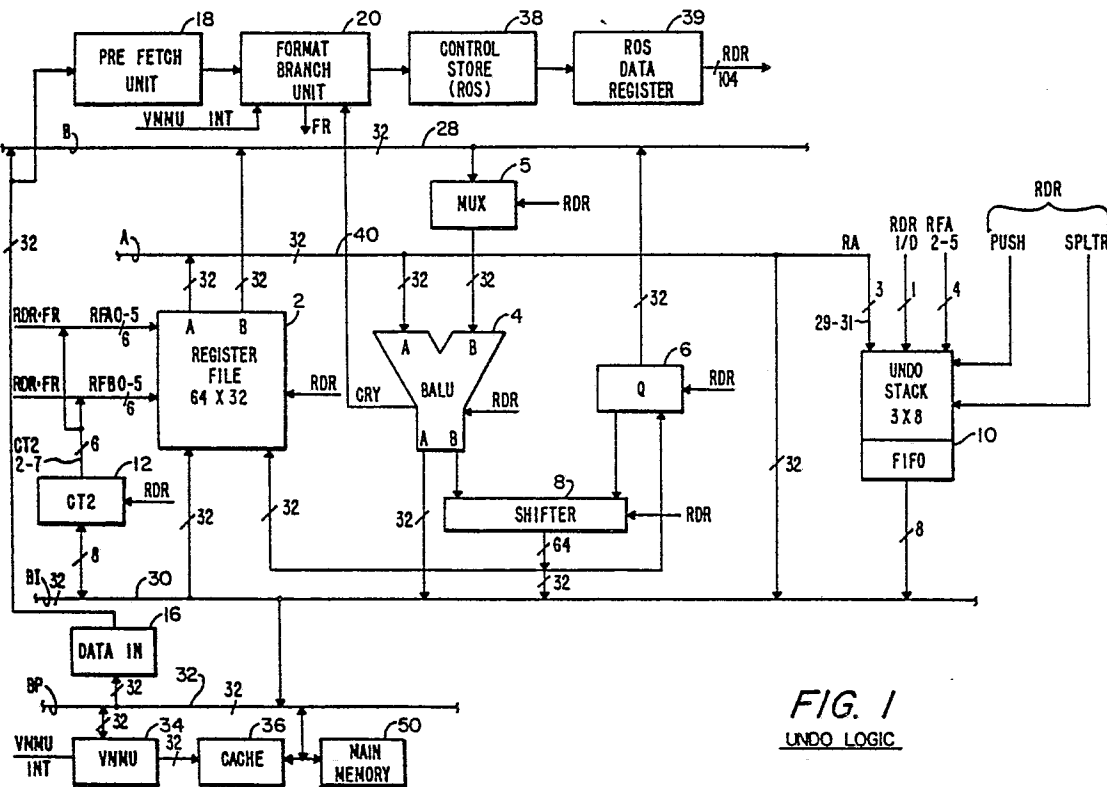 18
20
38
39
PRE FETCH
UNIT
FORMAT
BRANCH
UNIT
CONTROL
STORE
(ROS)
ROS
DATA
REGISTER
RDR
104
VMMU INT
FR
B
32
28
5
MUX
RDR
RDR
PUSH
SPLTR
32
A
32
40
RA
RDR
1/D
RFA
2-5
32
32
32
32
3
1
4
29-31
RDR+FR
RFA0-5
6
A B
2
REGISTER
FILE
64 X 32
RDR
RDR+FR
RFB0-5
6
A
B
4
BALU
CRY
RDR
A B
6
Q
RDR
UNDO
STACK
3 X 8
10
FIFO
CT2
2-7
6
12
CT2
RDR
8
32
32
32
8
SHIFTER
RDR
64
32
32
8
BI
32
30
16
DATA IN
32
BP
32
32
32
VMMU
INT
34
VMMU
32
36
CACHE
50
MAIN
MEMORY
FIG. 1
UNDO LOGIC